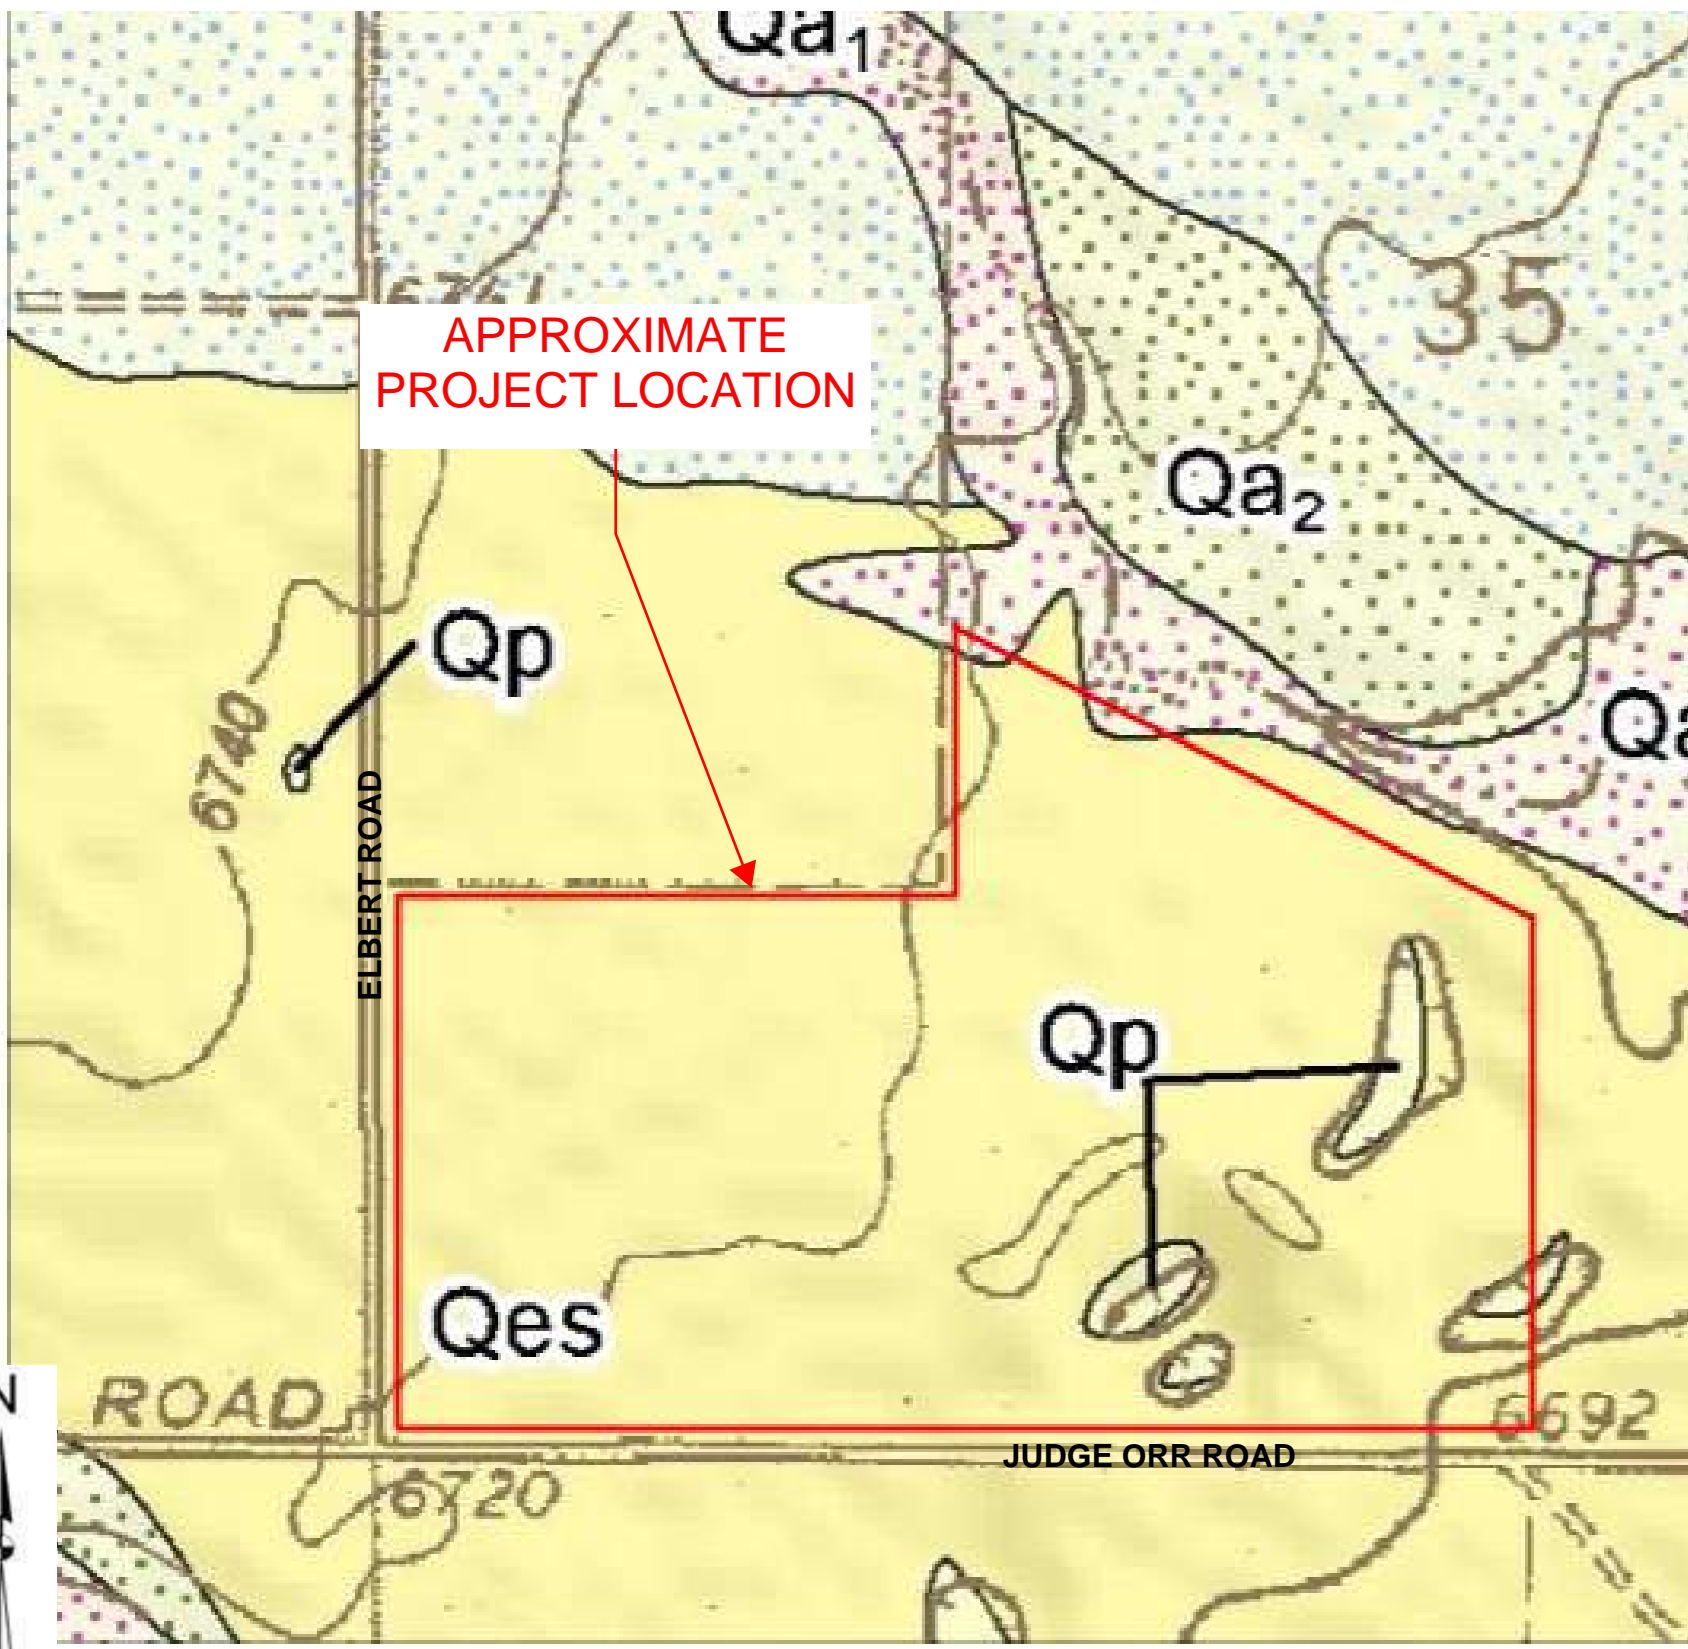 Qa1
35
APPROXIMATE
PROJECT LOCATION
Qa2
Qp
Qa
6740
ELBERT ROAD
Qp
Qes
N
ROAD
6692
JUDGE ORR ROAD
6720